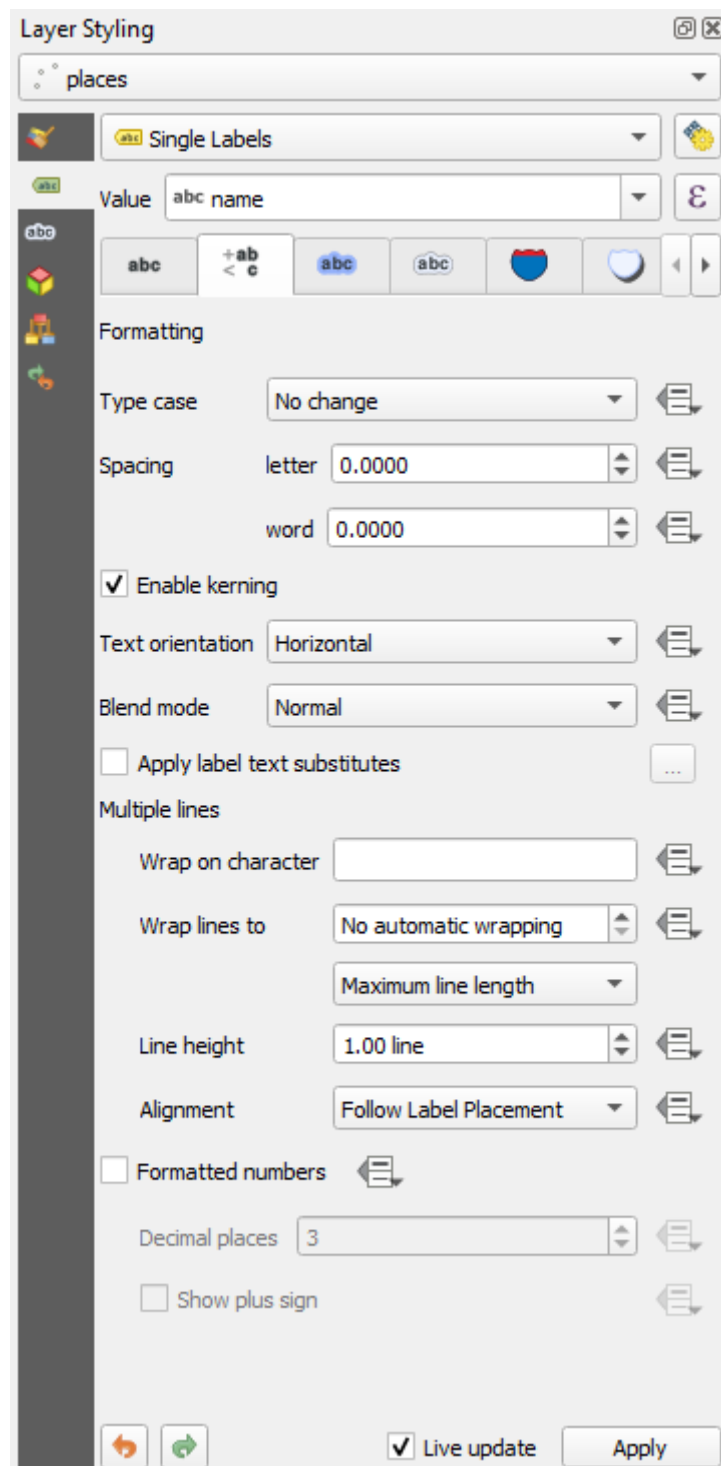 Layer Styling
places
abc Single Labels
Value abc name ε
abc +ab < c abc abc
Formatting
Type case No change
Spacing letter 0.0000
word 0.0000
Enable kerning
Text orientation Horizontal
Blend mode Normal
Apply label text substitutes ...
Multiple lines
Wrap on character
Wrap lines to No automatic wrapping
Maximum line length
Line height 1.00 line
Alignment Follow Label Placement
Formatted numbers
Decimal places 3
Show plus sign
Live update Apply